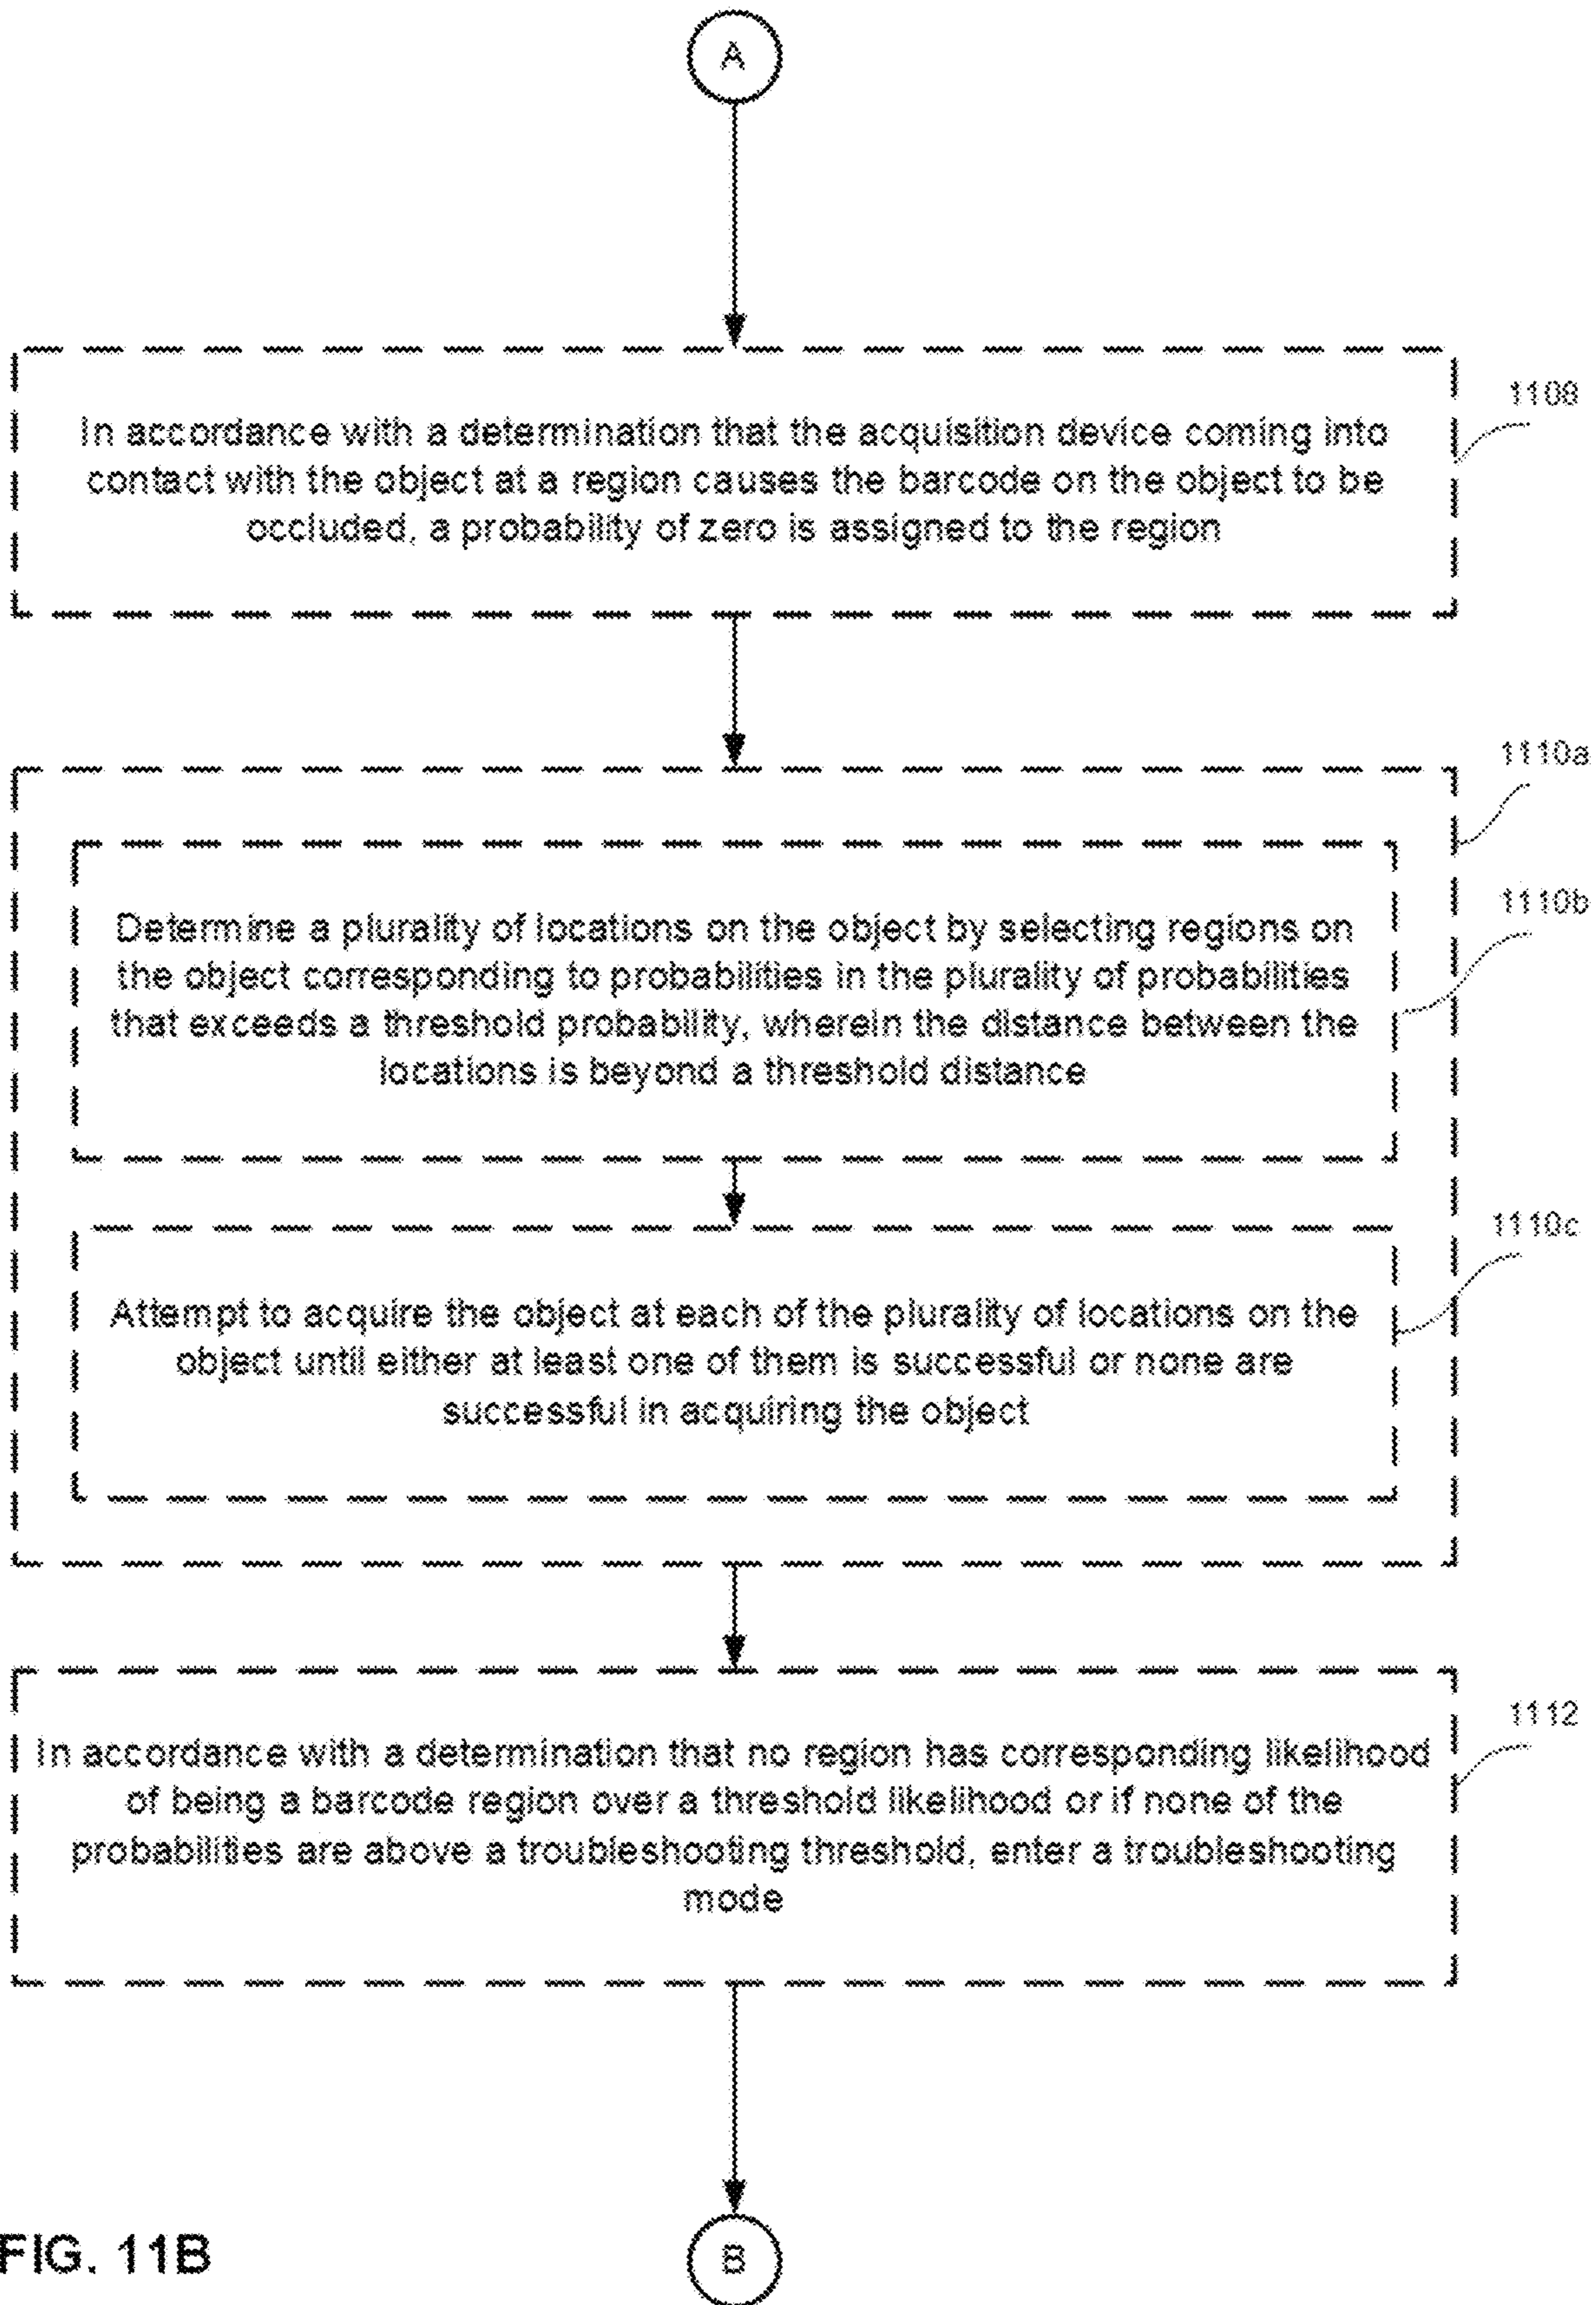 A
1108
In accordance with a determination that the acquisition device coming into
contact with the object at a region causes the barcode on the object to be
occluded, a probability of zero is assigned to the region
1110a
1110b
Determine a plurality of locations on the object by selecting regions on
the object corresponding to probabilities in the plurality of probabilities
that exceeds a threshold probability, wherein the distance between the
locations is beyond a threshold distance
1110c
Attempt to acquire the object at each of the plurality of locations on the
object until either at least one of them is successful or none are
successful in acquiring the object
1112
In accordance with a determination that no region has corresponding likelihood
of being a barcode region over a threshold likelihood or if none of the
probabilities are above a troubleshooting threshold, enter a troubleshooting
mode
FIG. 11B
B